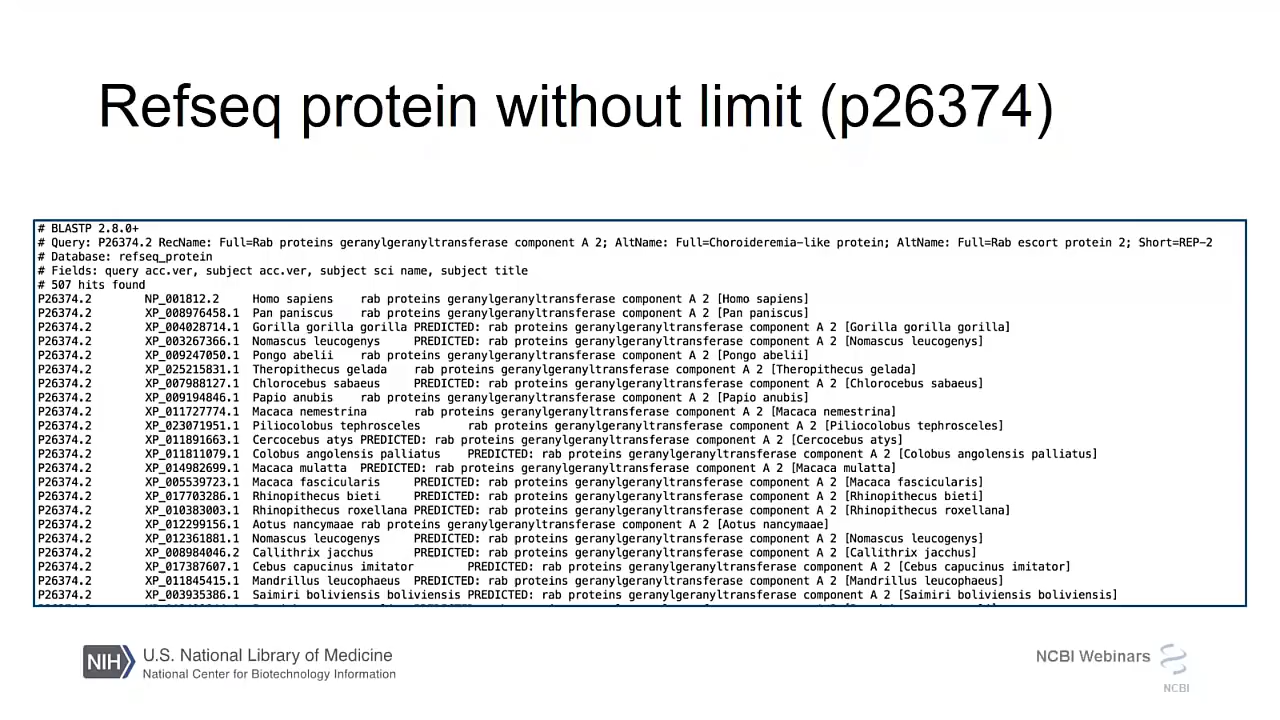 Refseq protein without limit (p26374)
# BLASTP 2.8.0+
# Query: P26374.2 RecName: Full=Rab proteins geranylgeranyltransferase component A 2; AltName: Full=Choroideremia-like protein; AltName: Full=Rab escort protein 2; Short=REP-2
# Database: refseq_protein
# Fields: query acc.ver, subject acc.ver, subject sci name, subject title
# 507 hits found
P26374.2 NP_001812.2 Homo sapiens rab proteins geranylgeranyltransferase component A 2 [Homo sapiens]
P26374.2 XP_008976458.1 Pan paniscus rab proteins geranylgeranyltransferase component A 2 [Pan paniscus]
P26374.2 XP_004028714.1 Gorilla gorilla gorilla PREDICTED: rab proteins geranylgeranyltransferase component A 2 [Gorilla gorilla gorilla]
P26374.2 XP_003267366.1 Nomascus leucogenys PREDICTED: rab proteins geranylgeranyltransferase component A 2 [Nomascus leucogenys]
P26374.2 XP_009247050.1 Pongo abelii rab proteins geranylgeranyltransferase component A 2 [Pongo abelii]
P26374.2 XP_025215831.1 Theropithecus gelada rab proteins geranylgeranyltransferase component A 2 [Theropithecus gelada]
P26374.2 XP_007988127.1 Chlorocebus sabaeus PREDICTED: rab proteins geranylgeranyltransferase component A 2 [Chlorocebus sabaeus]
P26374.2 XP_009194846.1 Papio anubis rab proteins geranylgeranyltransferase component A 2 [Papio anubis]
P26374.2 XP_011727774.1 Macaca nemestrina rab proteins geranylgeranyltransferase component A 2 [Macaca nemestrina]
P26374.2 XP_023071951.1 Piliocolobus tephrosceles rab proteins geranylgeranyltransferase component A 2 [Piliocolobus tephrosceles]
P26374.2 XP_011891663.1 Cercocebus atys PREDICTED: rab proteins geranylgeranyltransferase component A 2 [Cercocebus atys]
P26374.2 XP_011811079.1 Colobus angolensis palliatus PREDICTED: rab proteins geranylgeranyltransferase component A 2 [Colobus angolensis palliatus]
P26374.2 XP_014982699.1 Macaca mulatta PREDICTED: rab proteins geranylgeranyltransferase component A 2 [Macaca mulatta]
P26374.2 XP_005539723.1 Macaca fascicularis PREDICTED: rab proteins geranylgeranyltransferase component A 2 [Macaca fascicularis]
P26374.2 XP_017703286.1 Rhinopithecus bieti PREDICTED: rab proteins geranylgeranyltransferase component A 2 [Rhinopithecus bieti]
P26374.2 XP_010383003.1 Rhinopithecus roxellana PREDICTED: rab proteins geranylgeranyltransferase component A 2 [Rhinopithecus roxellana]
P26374.2 XP_012299156.1 Aotus nancymaae rab proteins geranylgeranyltransferase component A 2 [Aotus nancymaae]
P26374.2 XP_012361881.1 Nomascus leucogenys PREDICTED: rab proteins geranylgeranyltransferase component A 2 [Nomascus leucogenys]
P26374.2 XP_008984046.2 Callithrix jacchus PREDICTED: rab proteins geranylgeranyltransferase component A 2 [Callithrix jacchus]
P26374.2 XP_017387607.1 Cebus capucinus imitator PREDICTED: rab proteins geranylgeranyltransferase component A 2 [Cebus capucinus imitator]
P26374.2 XP_011845415.1 Mandrillus leucophaeus PREDICTED: rab proteins geranylgeranyltransferase component A 2 [Mandrillus leucophaeus]
P26374.2 XP_003935386.1 Saimiri boliviensis boliviensis PREDICTED: rab proteins geranylgeranyltransferase component A 2 [Saimiri boliviensis boliviensis]
NIH U.S. National Library of Medicine
National Center for Biotechnology Information
NCBI Webinars
NCBI